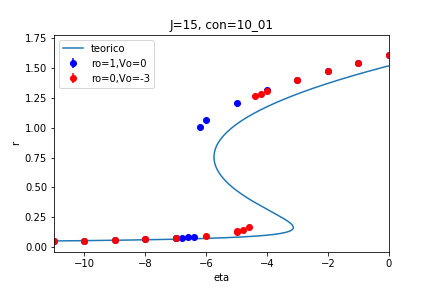 J=15, con=10_01
teorico
ro=1,Vo=0
ro=0,Vo=-3
1.75
1.50
1.25
1.00
0.75
0.50
0.25
0.00
r
−10 −8 −6 −4 −2 0
eta